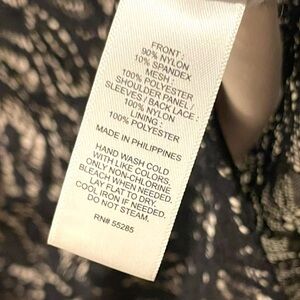 FRONT:
90% NYLON
10% SPANDEX
MESH:
100% POLYESTER
SHOULDER PANEL /
SLEEVES / BACK LACE:
100% NYLON
LINING:
100% POLYESTER
MADE IN PHILIPPINES
HAND WASH COLD
WITH LIKE COLORS.
ONLY NON-CHLORINE
BLEACH WHEN NEEDED.
LAY FLAT TO DRY.
COOL IRON IF NEEDED.
DO NOT STEAM.
RN# 55285